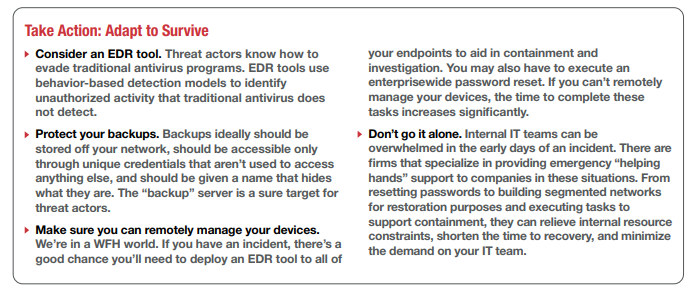 Take Action: Adapt to Survive
Consider an EDR tool. Threat actors know how to
evade traditional antivirus programs. EDR tools use
behavior-based detection models to identify
unauthorized activity that traditional antivirus does
not detect.
Protect your backups. Backups ideally should be
stored off your network, should be accessible only
through unique credentials that aren't used to access
anything else, and should be given a name that hides
what they are. The “backup” server is a sure target for
threat actors.
Make sure you can remotely manage your devices.
We're in a WFH world. If you have an incident, there's a
good chance you'll need to deploy an EDR tool to all of
your endpoints to aid in containment and
investigation. You may also have to execute an
enterprisewide password reset. If you can't remotely
manage your devices, the time to complete these
tasks increases significantly.
Don't go it alone. Internal IT teams can be
overwhelmed in the early days of an incident. There are
firms that specialize in providing emergency “helping
hands” support to companies in these situations. From
resetting passwords to building segmented networks
for restoration purposes and executing tasks to
support containment, they can relieve internal resource
constraints, shorten the time to recovery, and minimize
the demand on your IT team.